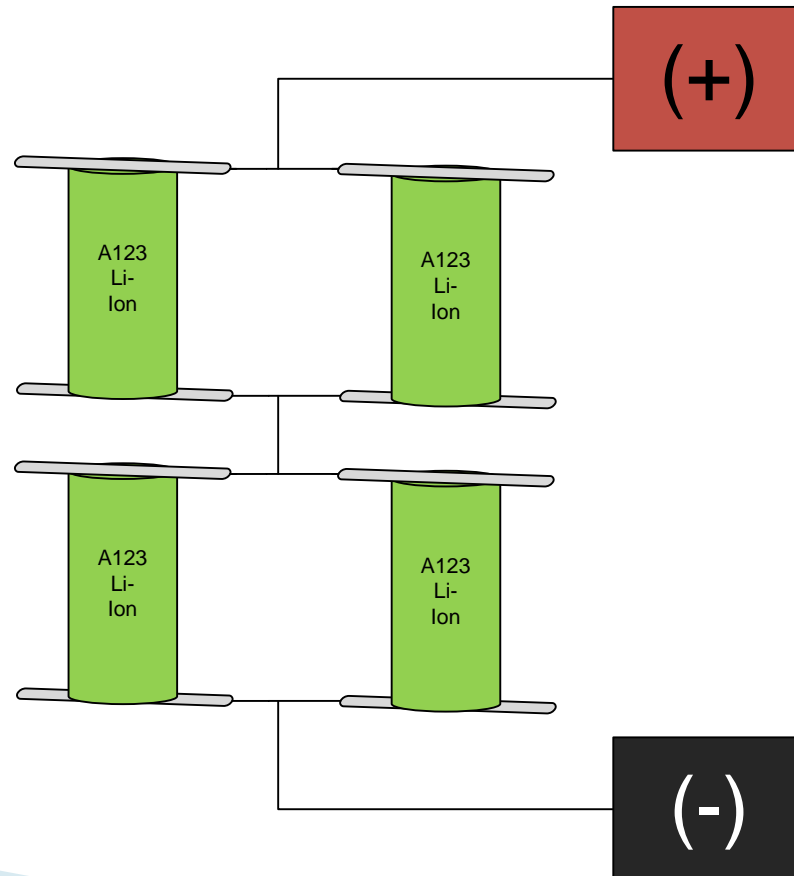 (+)
A123
Li-
Ion
A123
Li-
Ion
A123
Li-
Ion
A123
Li-
Ion
(-)